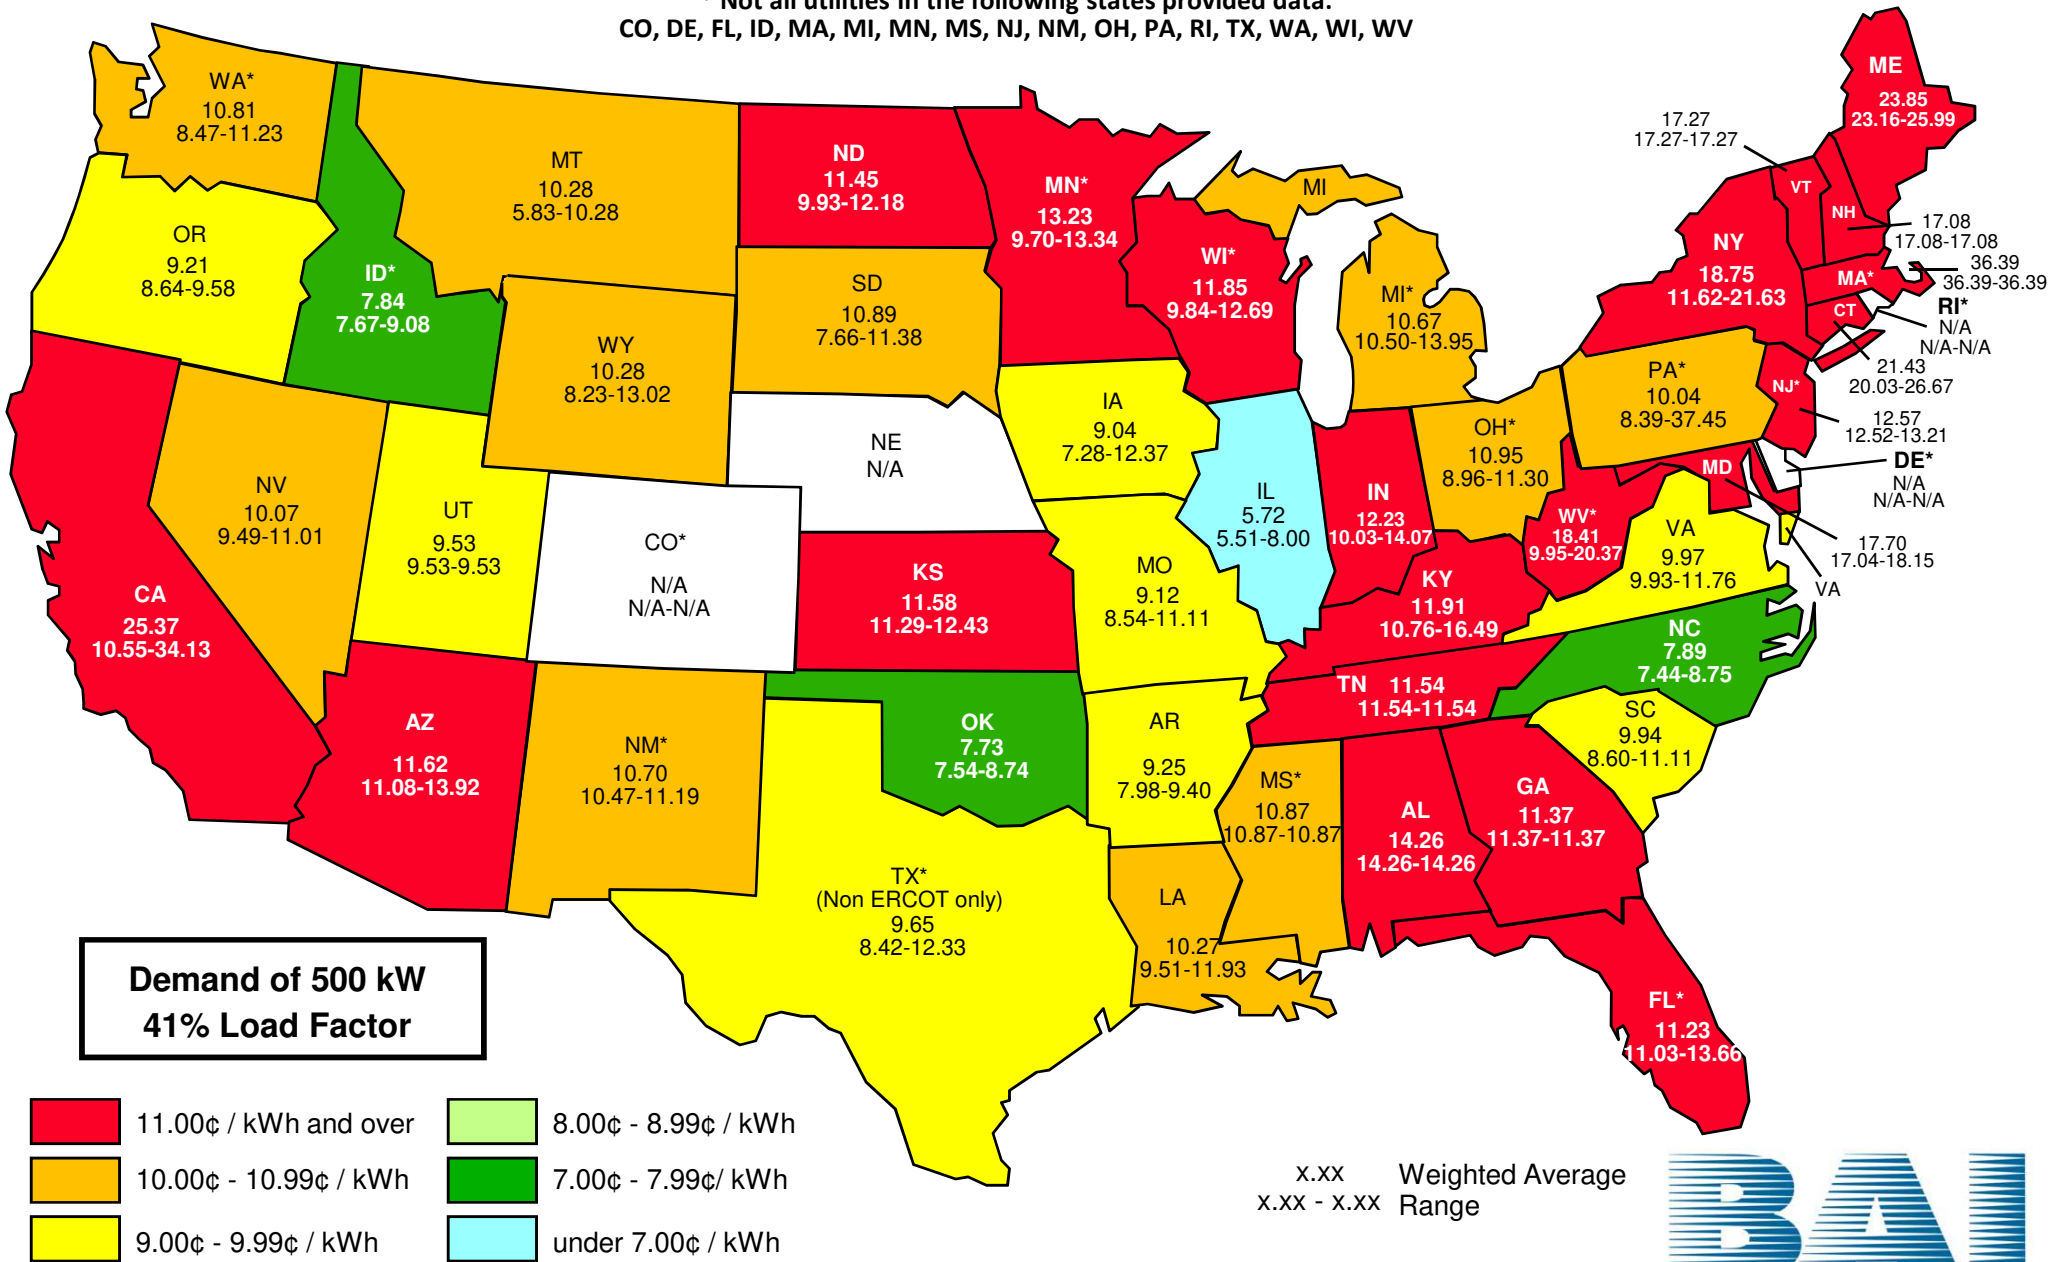 * Not all utilities in the following states provided data:
CO, DE, FL, ID, MA, MI, MN, MS, NJ, NM, OH, PA, RI, TX, WA, WI, WV
WA*
10.81
8.47-11.23
MT
10.28
5.83-10.28
ND
11.45
9.93-12.18
MN*
13.23
9.70-13.34
MI
ME
23.85
23.16-25.99
17.27
17.27-17.27
VT
NH
17.08
17.08-17.08
36.39
36.39-36.39
MA*
RI*
N/A
N/A-N/A
CT
21.43
20.03-26.67
NY
18.75
11.62-21.63
OR
9.21
8.64-9.58
ID*
7.84
7.67-9.08
WY
10.28
8.23-13.02
SD
10.89
7.66-11.38
WI*
11.85
9.84-12.69
MI*
10.67
10.50-13.95
PA*
10.04
8.39-37.45
NJ*
12.57
12.52-13.21
DE*
N/A
N/A-N/A
MD
17.70
17.04-18.15
VA
NE
N/A
IA
9.04
7.28-12.37
OH*
10.95
8.96-11.30
NV
10.07
9.49-11.01
UT
9.53
9.53-9.53
CO*
N/A
N/A-N/A
IL
5.72
5.51-8.00
IN
12.23
10.03-14.07
WV*
18.41
9.95-20.37
VA
9.97
9.93-11.76
CA
25.37
10.55-34.13
KS
11.58
11.29-12.43
MO
9.12
8.54-11.11
KY
11.91
10.76-16.49
NC
7.89
7.44-8.75
TN 11.54
11.54-11.54
AZ
11.62
11.08-13.92
NM*
10.70
10.47-11.19
OK
7.73
7.54-8.74
AR
9.25
7.98-9.40
SC
9.94
8.60-11.11
MS*
10.87
10.87-10.87
AL
14.26
14.26-14.26
GA
11.37
11.37-11.37
TX*
(Non ERCOT only)
9.65
8.42-12.33
LA
10.27
9.51-11.93
FL*
11.23
11.03-13.66
Demand of 500 kW
41% Load Factor
11.00¢ / kWh and over
10.00¢ - 10.99¢ / kWh
9.00¢ - 9.99¢ / kWh
8.00¢ - 8.99¢ / kWh
7.00¢ - 7.99¢/ kWh
under 7.00¢ / kWh
x.xx Weighted Average
x.xx - x.xx Range
BAI